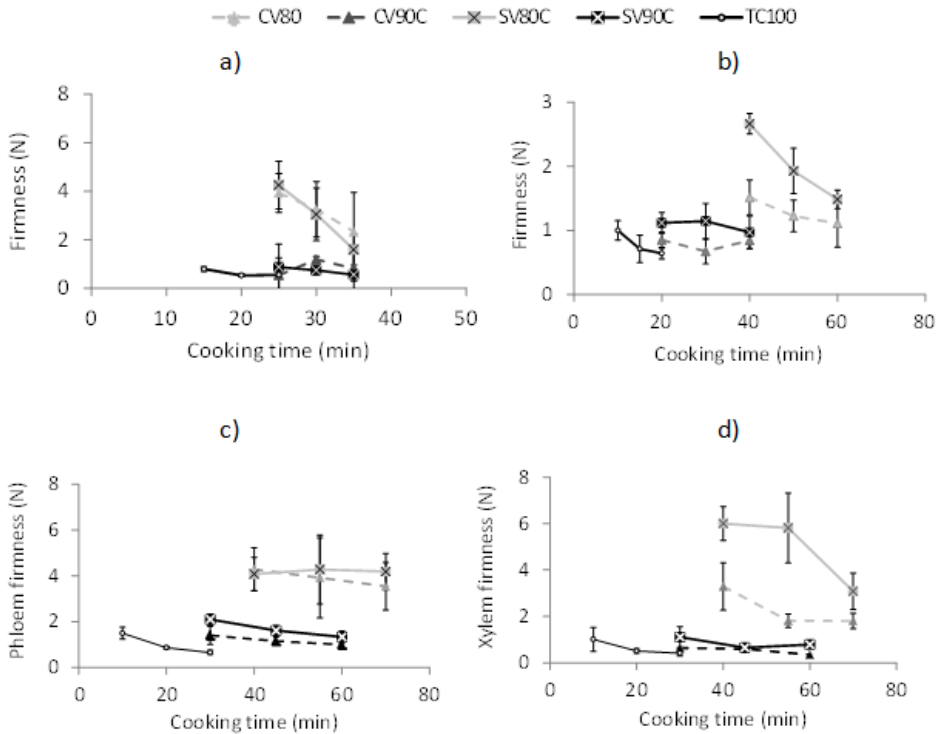 CV80 CV90C SV80C SV90C TC100
a)
8
6
4
2
0
0 10 20 30 40 50
Firmness (N)
Cooking time (min)
b)
3
2
1
0
0 20 40 60 80
Firmness (N)
Cooking time (min)
c)
8
6
4
2
0
0 20 40 60 80
Phloem firmness (N)
Cooking time (min)
d)
8
6
4
2
0
0 20 40 60 80
Xylem firmness (N)
Cooking time (min)